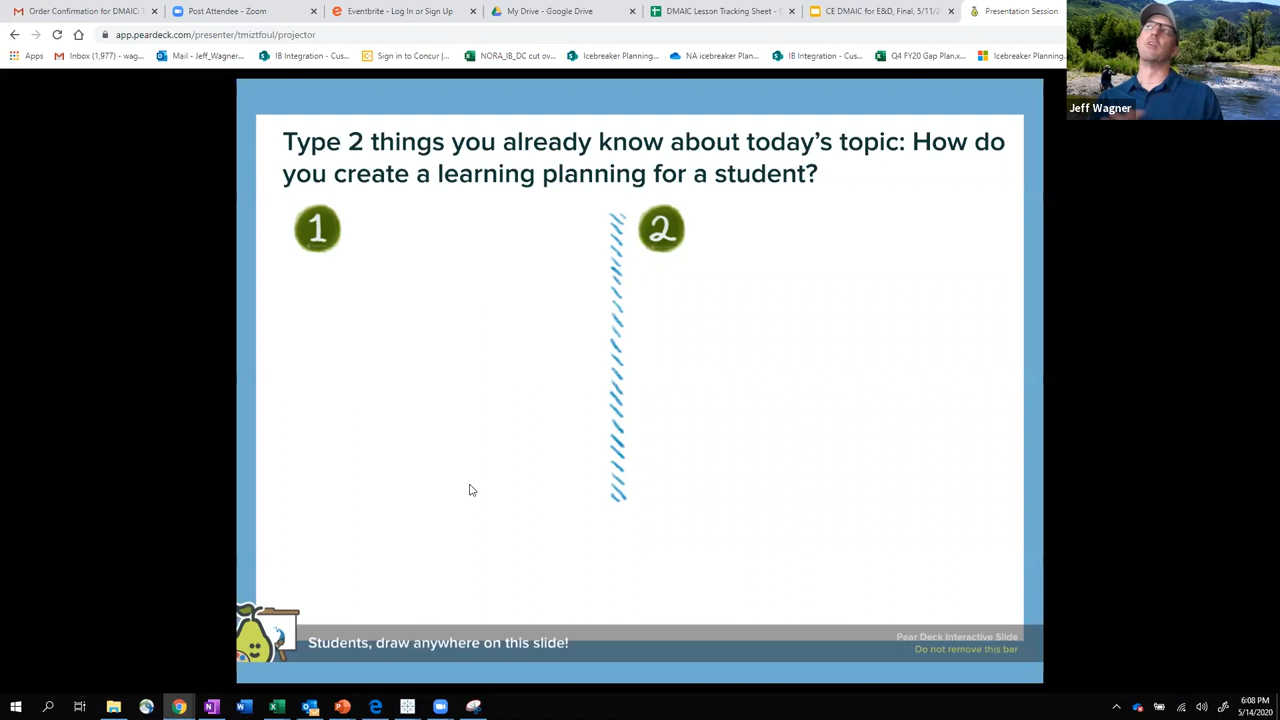 Order Confirmation for DMAIC: T
Post Attendee - Zoom
Eventbrite - Log In or Sign Up
My Drive - Google Drive
DMAIC Lesson Tracking Sheet - G
CE DMAIC for E&D, Final, 5/11/2
Presentation Session
app.peardeck.com/presenter/tmiztfoul/projector
Apps
Inbox (1,977) - wag...
Mail - Jeff_Wagner...
IB Integration - Cus...
Sign in to Concur |...
NORA_IB_DC cut ov...
Icebreaker Planning...
NA icebreaker Plan...
IB Integration - Cus...
Q4 FY20 Gap Plan.x...
Icebreaker Planning
Jeff Wagner
Type 2 things you already know about today's topic: How do
you create a learning planning for a student?
1
2
Students, draw anywhere on this slide!
Pear Deck Interactive Slide
Do not remove this bar
6:08 PM
5/14/2020